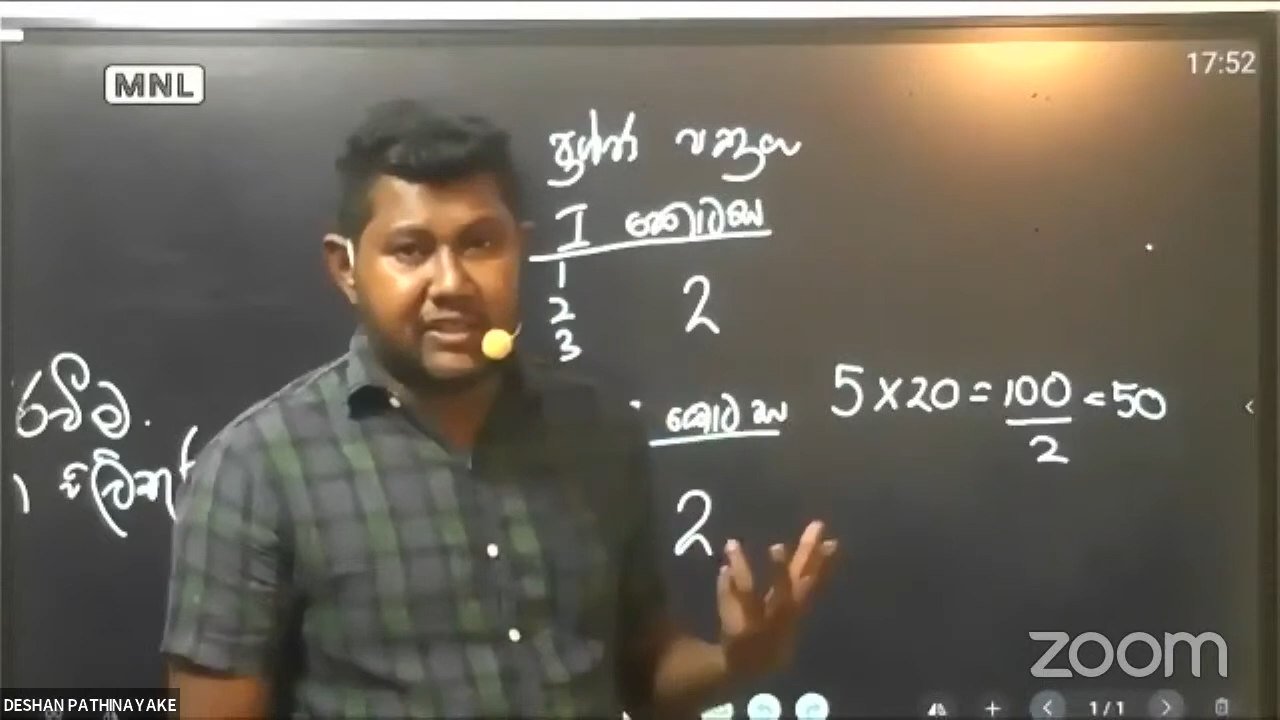 MNL
17:52
ප්‍රශ්න පත්‍රය
I කොටස
1
2
2
3
කොටස
5 x 20 = 100/2 = 50
2
zoom
DESHAN PATHINAYAKE
1/1